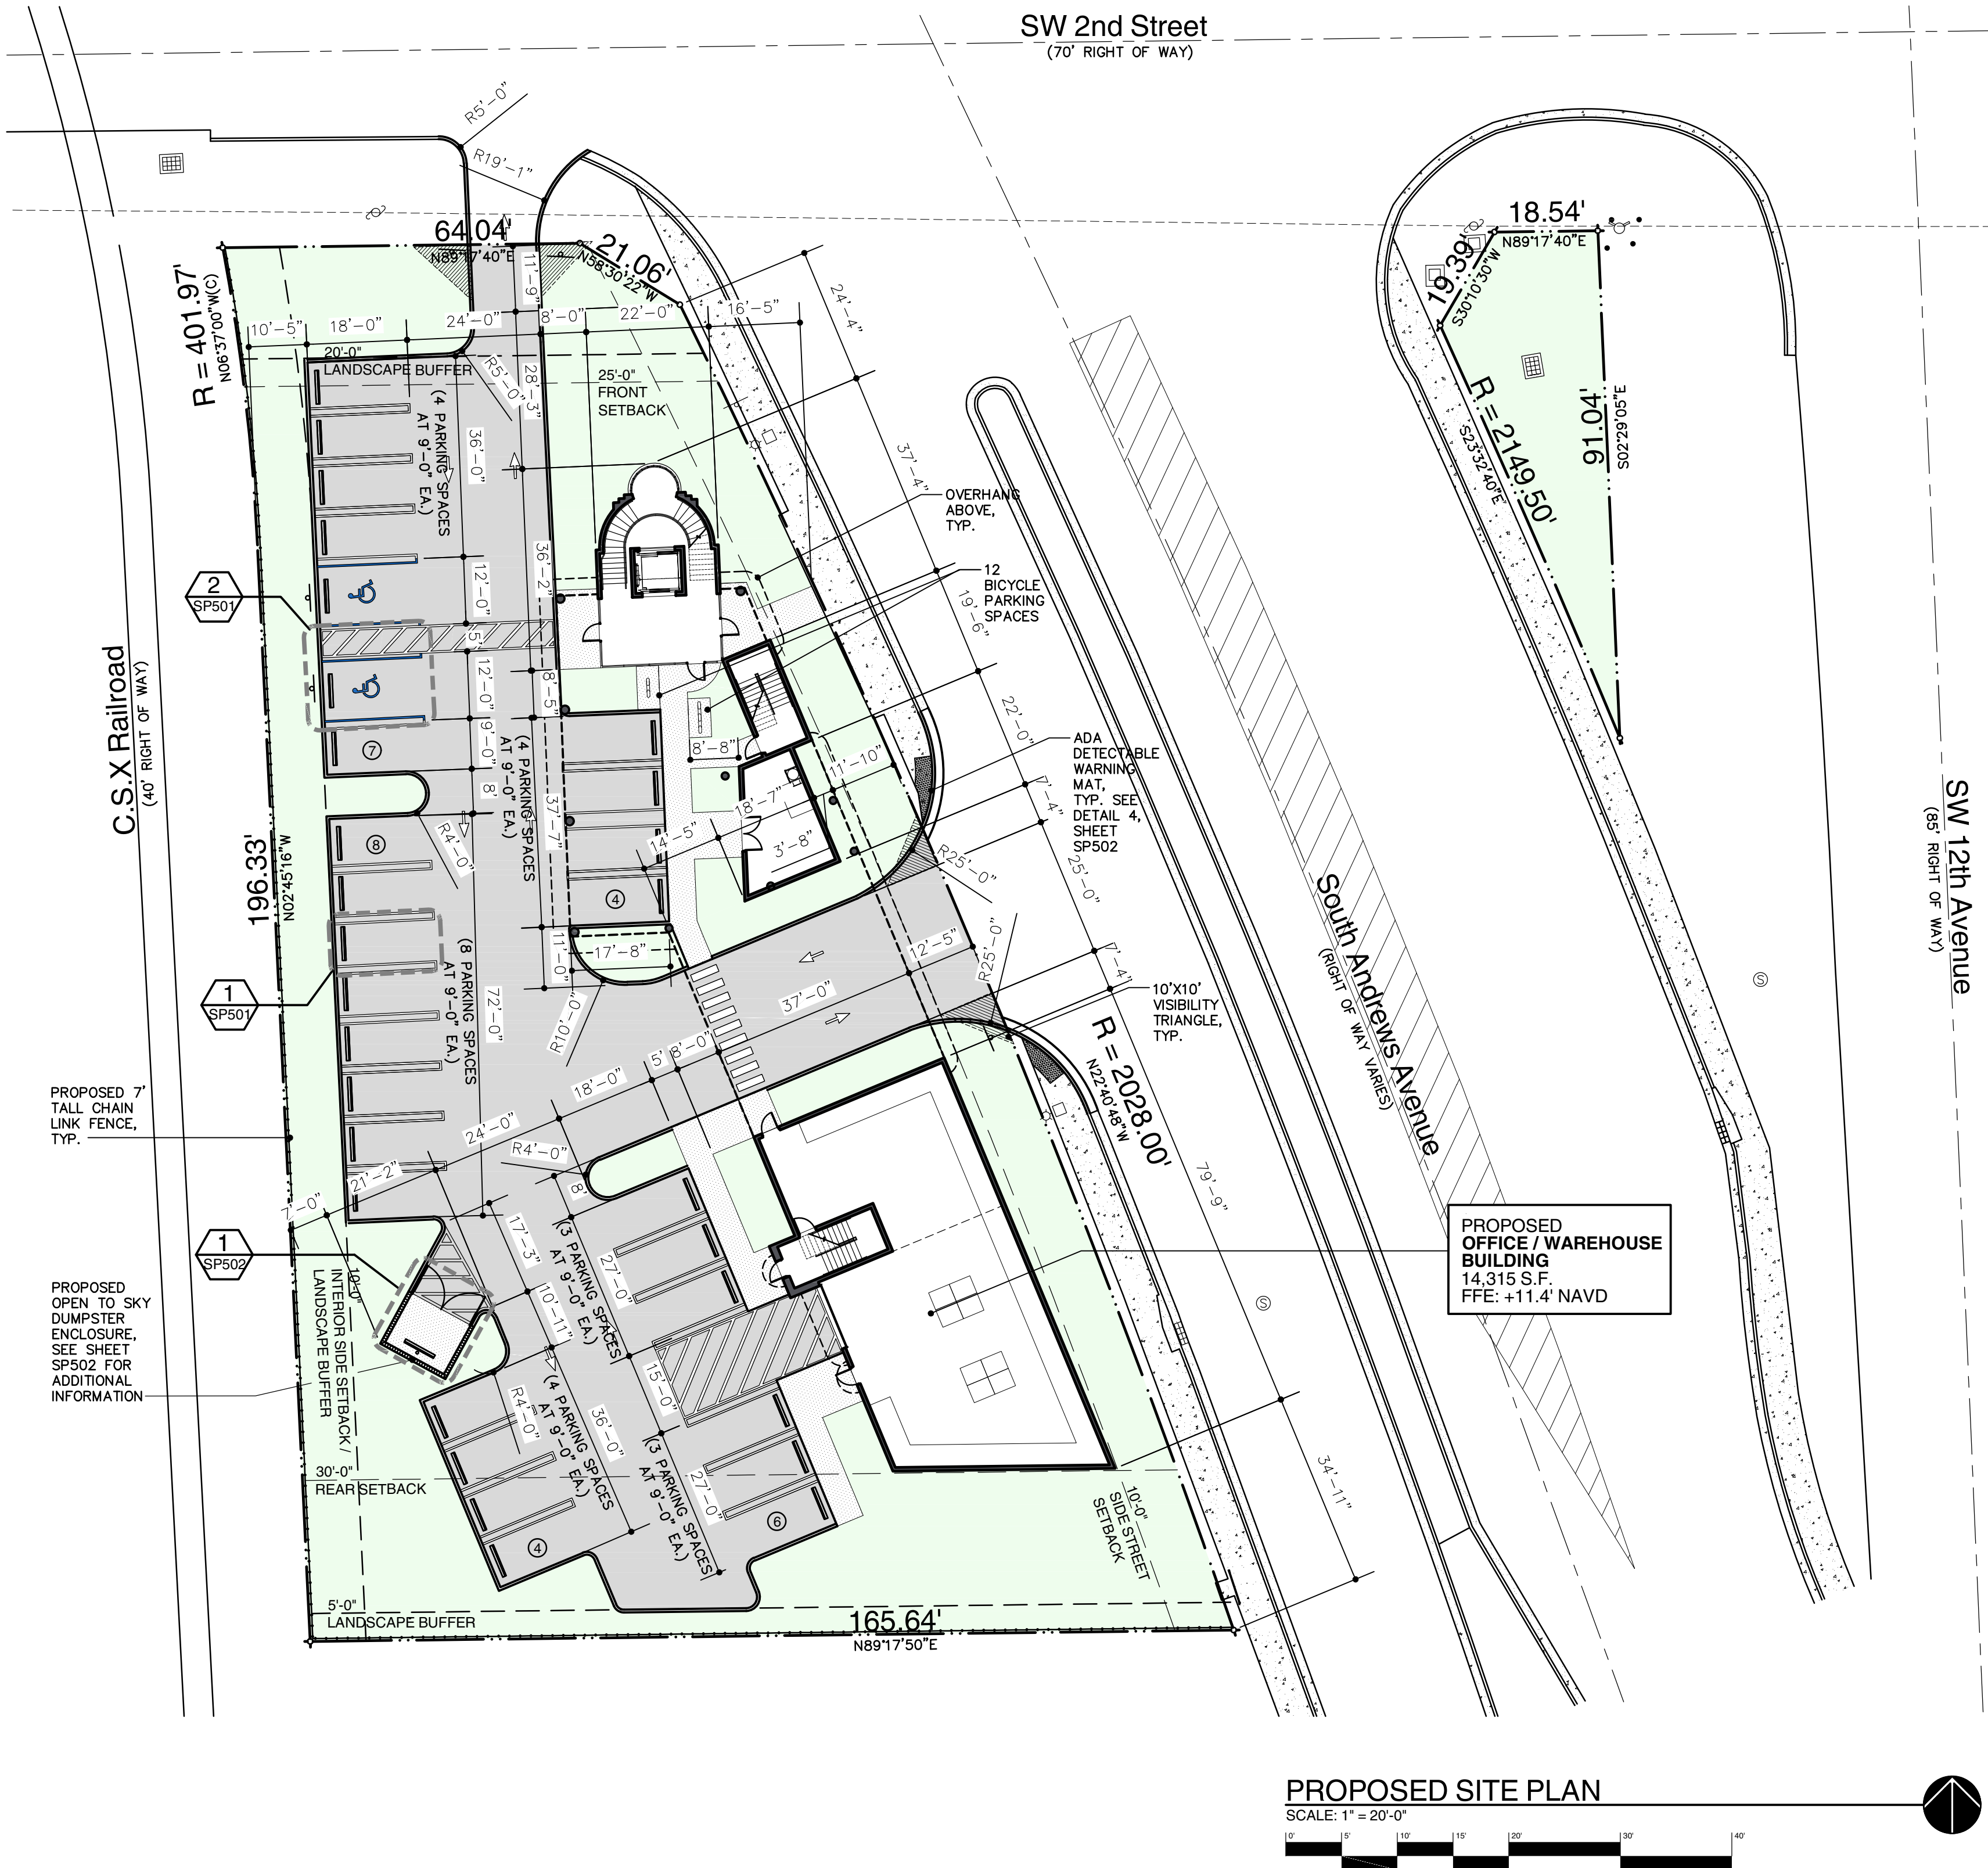 SW 2nd Street
(70' RIGHT OF WAY)
R5'-0"
R19'-1"
64.04'
N89°17'40"E
21.06'
N58°30'22"W
18.54'
N89°17'40"E
19.39'
S30°10'30"W
R = 401.97'
N06°37'00"W(C)
11'-9"
24'-4"
10'-5"
18'-0"
24'-0"
8'-0"
22'-0"
16'-5"
20'-0"
LANDSCAPE BUFFER
R5'-0"
28'-3"
25'-0"
FRONT
SETBACK
R = 2149.50'
S23°32'40"E
91.04'
S02°29'05"E
(4 PARKING SPACES
AT 9'-0" EA.)
36'-0"
37'-4"
OVERHANG
ABOVE,
TYP.
36'-2"
12
BICYCLE
PARKING
SPACES
2
SP501
12'-0"
5'
12'-0"
8'-5"
19'-6"
C.S.X Railroad
(40' RIGHT OF WAY)
22'-0"
7
9'-0"
(4 PARKING SPACES
AT 9'-0" EA.)
8'-8"
11'-10"
ADA
DETECTABLE
WARNING
MAT,
TYP. SEE
DETAIL 4,
SHEET
SP502
8'
37'-7"
18'-7"
7'-4"
8
R4'-0"
14'-5"
3'-8"
R25'-0"
25'-0"
196.33'
N02°45'16"W
4
SW 12th Avenue
(85' RIGHT OF WAY)
South Andrews Avenue
(RIGHT OF WAY VARIES)
(8 PARKING SPACES
AT 9'-0" EA.)
72'-0"
11'-0"
17'-8"
12'-5"
R25'-0"
7'-4"
1
SP501
R10'-0"
37'-0"
10'X10'
VISIBILITY
TRIANGLE,
TYP.
S
R = 2028.00'
N22°40'48"W
18'-0"
5'
8'-0"
PROPOSED 7'
TALL CHAIN
LINK FENCE,
TYP.
24'-0"
R4'-0"
21'-2"
7'-0"
8'
79'-9"
17'-3"
(3 PARKING SPACES
AT 9'-0" EA.)
27'-0"
1
SP502
PROPOSED
OFFICE / WAREHOUSE
BUILDING
14,315 S.F.
FFE: +11.4' NAVD
PROPOSED
OPEN TO SKY
DUMPSTER
ENCLOSURE,
SEE SHEET
SP502 FOR
ADDITIONAL
INFORMATION
10'-0"
INTERIOR SIDE SETBACK /
LANDSCAPE BUFFER
10'-11"
S
15'-0"
R4'-0"
(4 PARKING SPACES
AT 9'-0" EA.)
36'-0"
(3 PARKING SPACES
AT 9'-0" EA.)
27'-0"
30'-0"
REAR SETBACK
10'-0"
SIDE STREET
SETBACK
34'-11"
6
4
5'-0"
LANDSCAPE BUFFER
165.64'
N89°17'50"E
PROPOSED SITE PLAN
SCALE: 1" = 20'-0"
0' 5' 10' 15' 20' 30' 40'